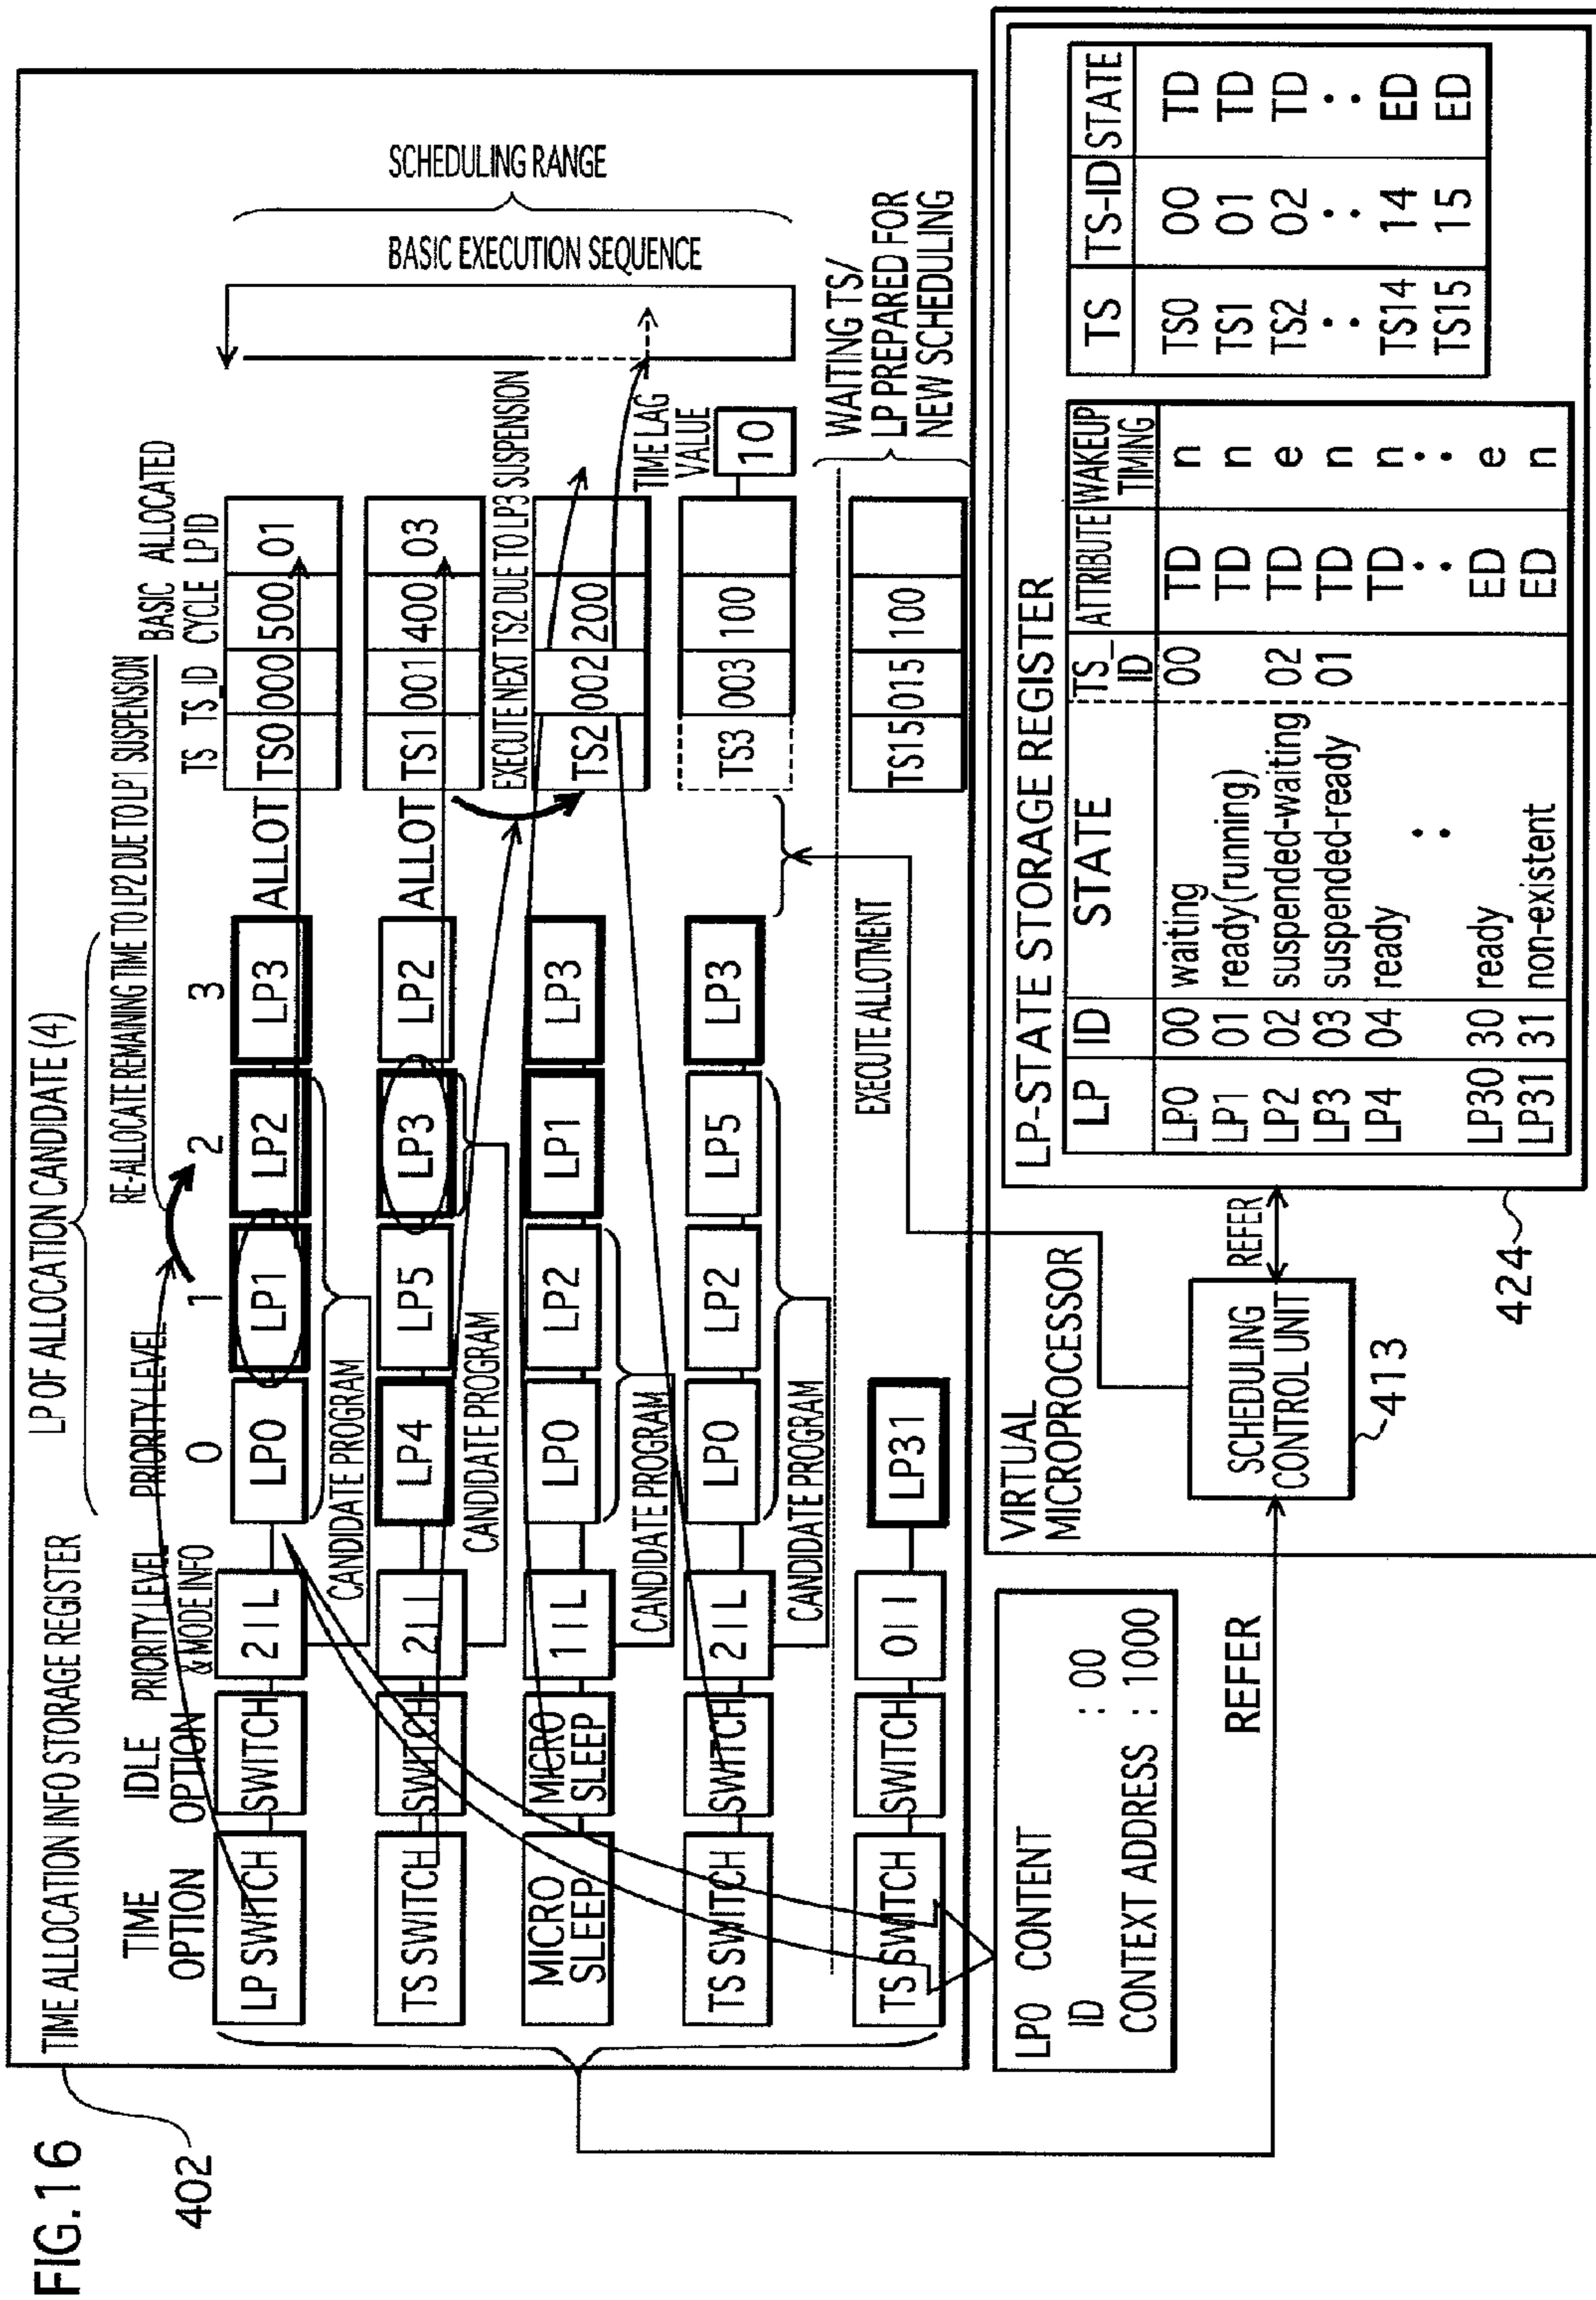 FIG.16
402
TIME ALLOCATION INFO STORAGE REGISTER
LP OF ALLOCATION CANDIDATE (4)
RE-ALLOCATE REMAINING TIME TO LP2 DUE TO LP1 SUSPENSION
TIME OPTION
IDLE OPTION
PRIORITY LEVEL & MODE INFO
PRIORITY LEVEL
0 1 2 3
TS TS_ID BASIC CYCLE ALLOCATED LPID
LP SWITCH SWITCH 2 I L LP0 LP1 LP2 LP3 ALLOT TS0 000 500 01
CANDIDATE PROGRAM
TS SWITCH SWITCH 2 I I LP4 LP5 LP3 LP2 ALLOT TS1 001 400 03
CANDIDATE PROGRAM
EXECUTE NEXT TS2 DUE TO LP3 SUSPENSION
MICRO SLEEP MICRO SLEEP 1 I L LP0 LP2 LP1 LP3 TS2 002 200
CANDIDATE PROGRAM
TIME LAG VALUE
TS SWITCH SWITCH 2 I L LP0 LP2 LP5 LP3 TS3 003 100 10
CANDIDATE PROGRAM
TS SWITCH SWITCH 0 I I LP31 TS15 015 100
EXECUTE ALLOTMENT
BASIC EXECUTION SEQUENCE
SCHEDULING RANGE
WAITING TS/
LP PREPARED FOR
NEW SCHEDULING
LP0 CONTENT
ID : 00
CONTEXT ADDRESS : 1000
REFER
VIRTUAL
MICROPROCESSOR
SCHEDULING
CONTROL UNIT
413
REFER
424
LP-STATE STORAGE REGISTER
LP ID STATE TS_ID ATTRIBUTE WAKEUP TIMING
LP0 00 waiting 00 TD n
LP1 01 ready(running) TD n
LP2 02 suspended-waiting 02 TD e
LP3 03 suspended-ready 01 TD n
LP4 04 ready TD n
: : :
LP30 30 ready ED e
LP31 31 non-existent ED n
TS TS-ID STATE
TS0 00 TD
TS1 01 TD
TS2 02 TD
: : :
TS14 14 ED
TS15 15 ED